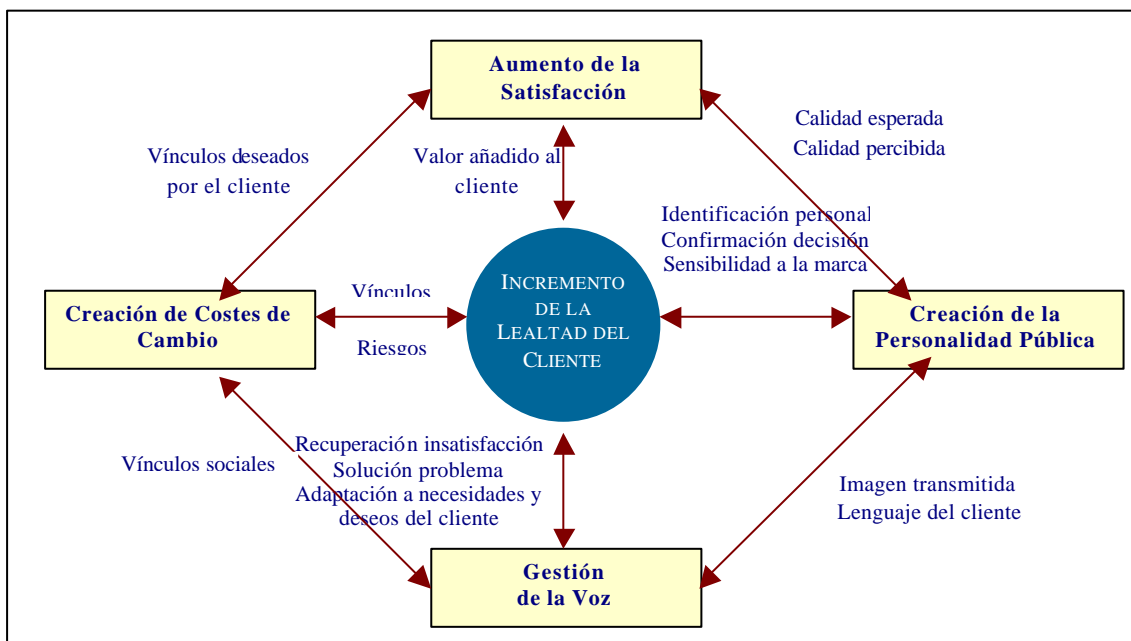 Aumento de la
Satisfacción
Calidad esperada
Calidad percibida
Vínculos deseados
por el cliente
Valor añadido al
cliente
Identificación personal
Confirmación decisión
Sensibilidad a la marca
Creación de Costes de
Cambio
Vínculos
Riesgos
INCREMENTO
DE LA
LEALTAD DEL
CLIENTE
Creación de la
Personalidad Pública
Vínculos sociales
Recuperación insatisfacción
Solución problema
Adaptación a necesidades y
deseos del cliente
Imagen transmitida
Lenguaje del cliente
Gestión
de la Voz